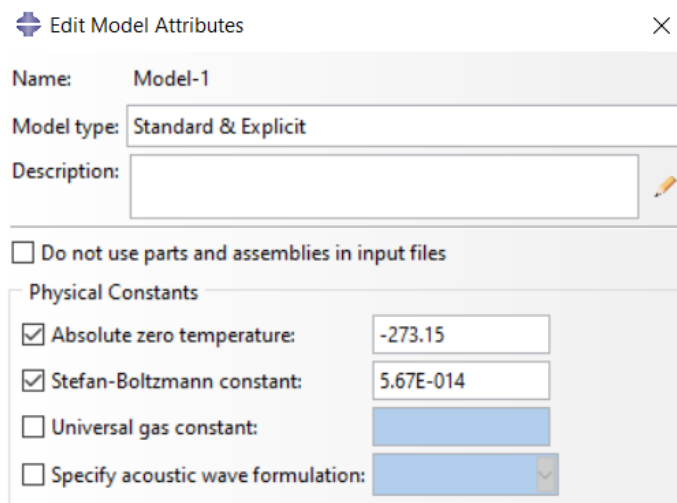 Edit Model Attributes
Name: Model-1
Model type: Standard & Explicit
Description:
Do not use parts and assemblies in input files
Physical Constants
Absolute zero temperature: -273.15
Stefan-Boltzmann constant: 5.67E-014
Universal gas constant:
Specify acoustic wave formulation: